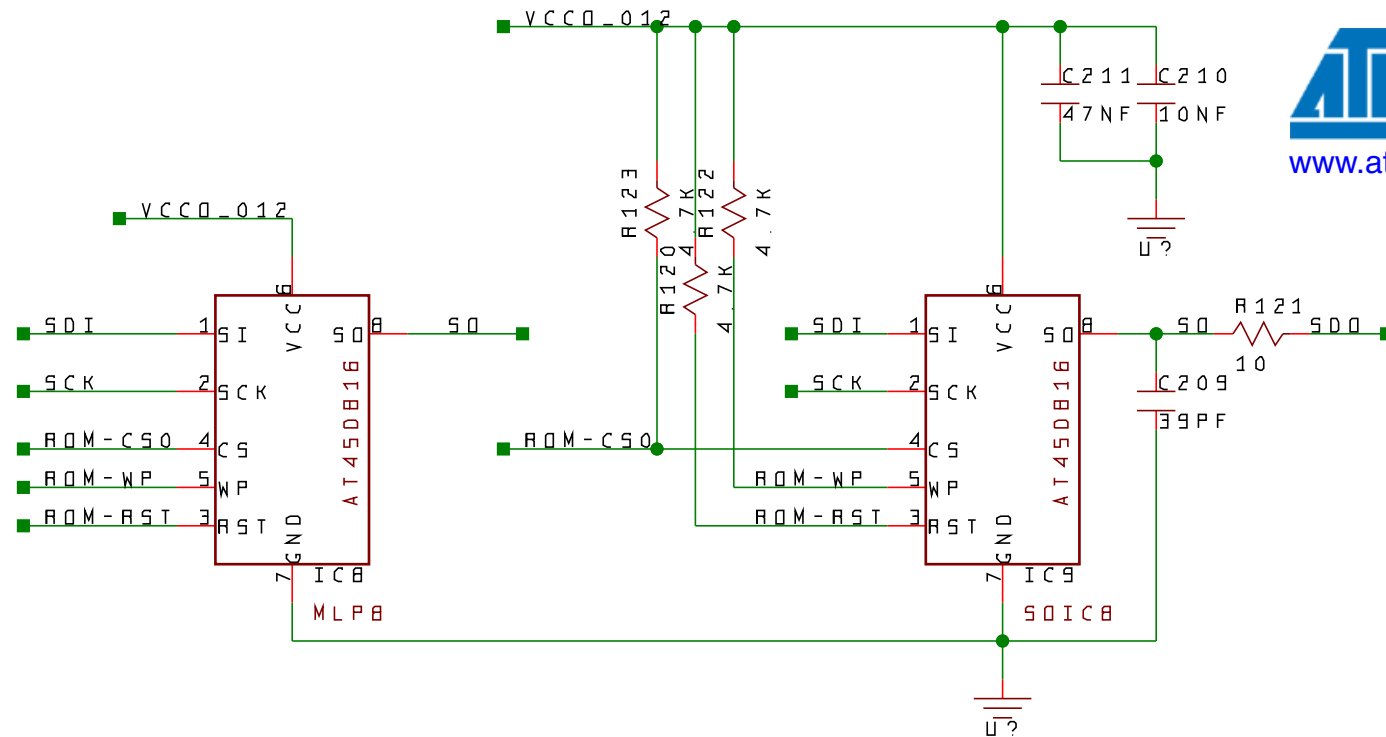 VCCO_012
C211
C210
47NF
10NF
www.at
R123
4.7K
R122
4.7K
R120
4.7K
U?
VCCO_012
6
VCC
SDI
1
SI
SO
8
SO
SCK
2
SCK
ROM-CS0
4
CS
ROM-WP
5
WP
ROM-RST
3
RST
GND
7
AT45DB16
IC8
MLP8
6
VCC
SDI
1
SI
SO
8
SO
R121
10
SDO
SCK
2
SCK
C209
39PF
ROM-CS0
4
CS
ROM-WP
5
WP
ROM-RST
3
RST
GND
7
AT45DB16
IC9
SOIC8
U?